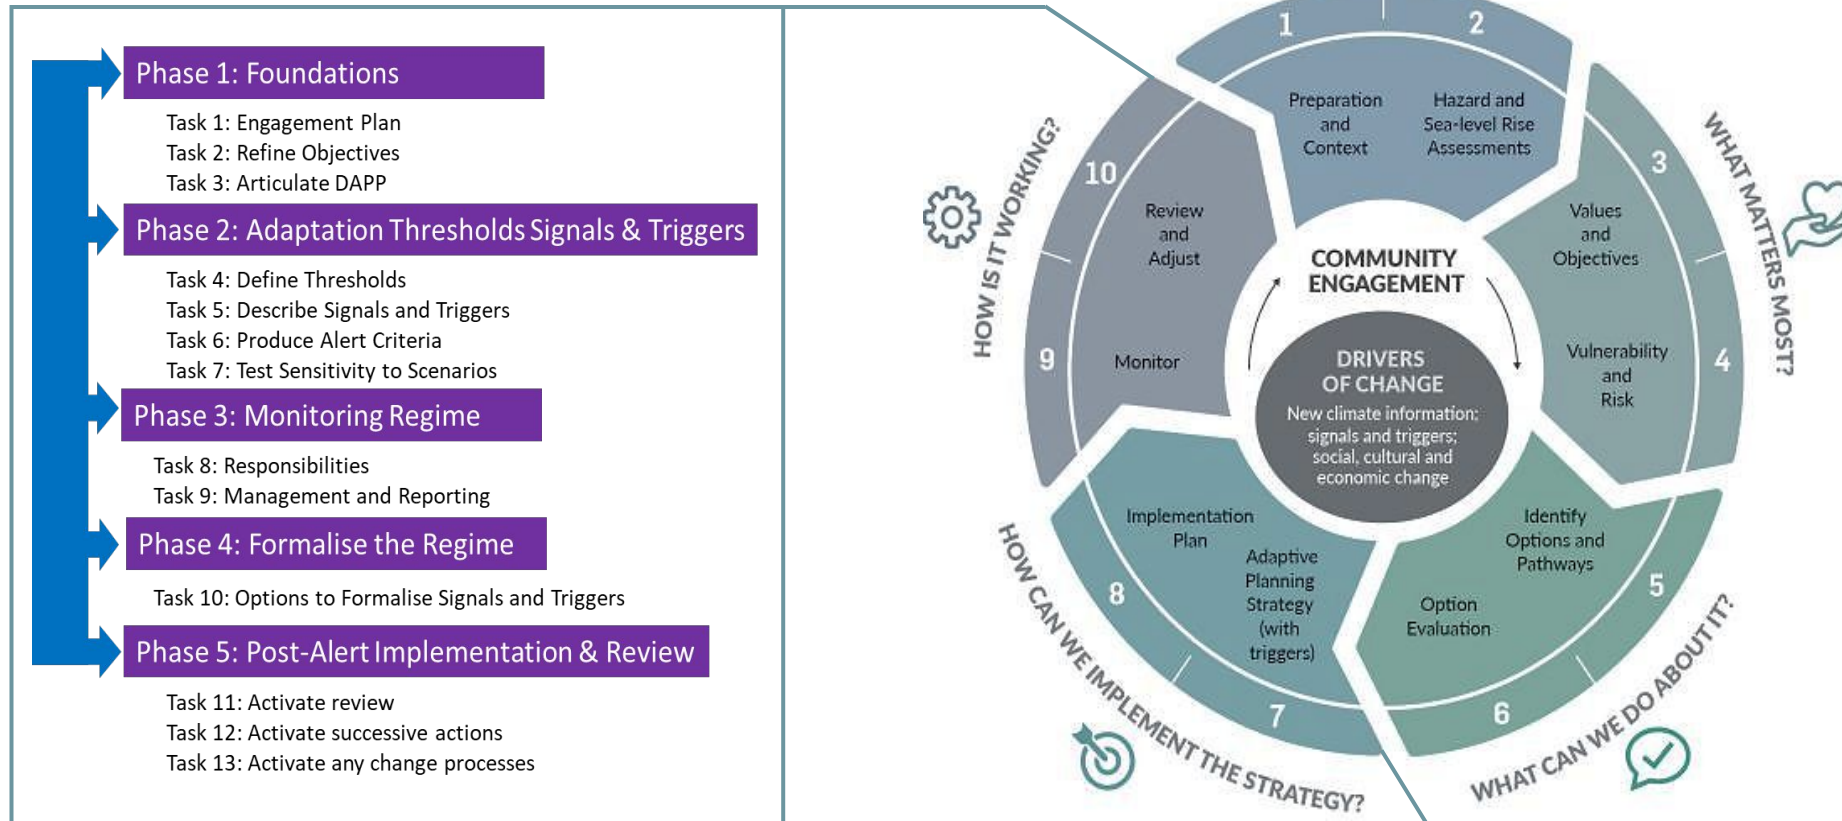 Phase 1: Foundations
Task 1: Engagement Plan
Task 2: Refine Objectives
Task 3: Articulate DAPP
Phase 2: Adaptation Thresholds Signals & Triggers
Task 4: Define Thresholds
Task 5: Describe Signals and Triggers
Task 6: Produce Alert Criteria
Task 7: Test Sensitivity to Scenarios
Phase 3: Monitoring Regime
Task 8: Responsibilities
Task 9: Management and Reporting
Phase 4: Formalise the Regime
Task 10: Options to Formalise Signals and Triggers
Phase 5: Post-Alert Implementation & Review
Task 11: Activate review
Task 12: Activate successive actions
Task 13: Activate any change processes
1
Preparation
and
Context
2
Hazard and
Sea-level Rise
Assessments
WHAT MATTERS MOST?
3
Values
and
Objectives
4
Vulnerability
and
Risk
WHAT CAN WE DO ABOUT IT?
5
Identify
Options and
Pathways
6
Option
Evaluation
HOW CAN WE IMPLEMENT THE STRATEGY?
7
Adaptive
Planning
Strategy
(with
triggers)
8
Implementation
Plan
HOW IS IT WORKING?
9
Monitor
10
Review
and
Adjust
COMMUNITY
ENGAGEMENT
DRIVERS
OF CHANGE
New climate information;
signals and triggers;
social, cultural and
economic change